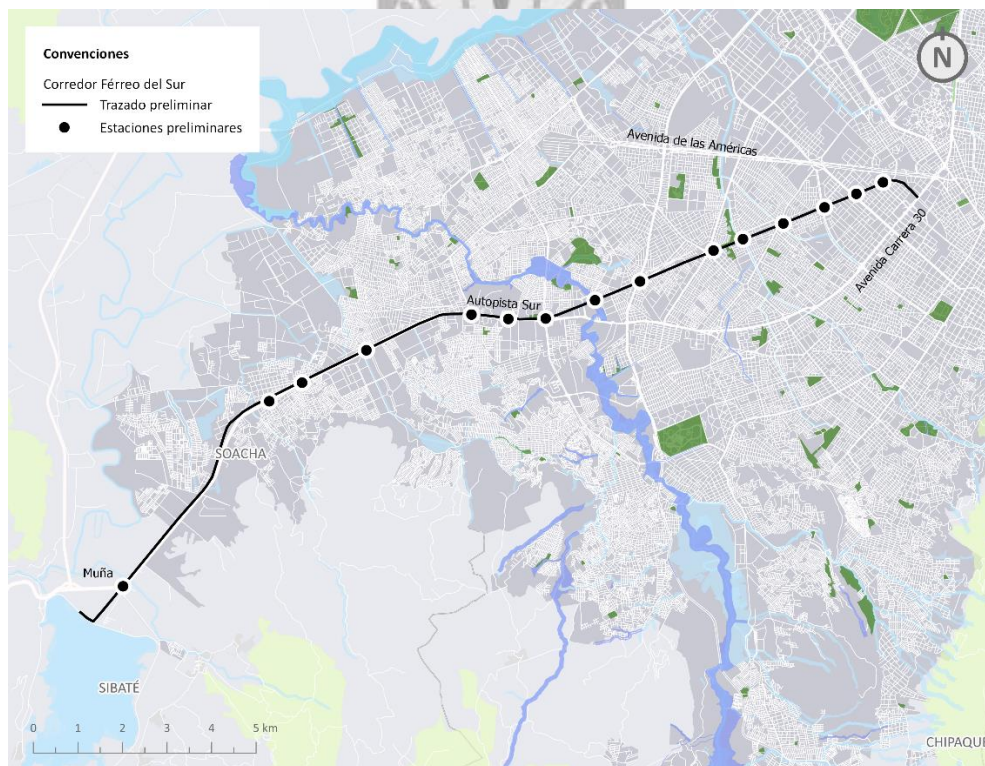 Convenciones
Corredor Férreo del Sur
Trazado preliminar
Estaciones preliminares
N
Avenida de las Américas
Avenida Carrera 30
Autopista Sur
SOACHA
Muña
SIBATÉ
0 1 2 3 4 5 km
CHIPAQUE